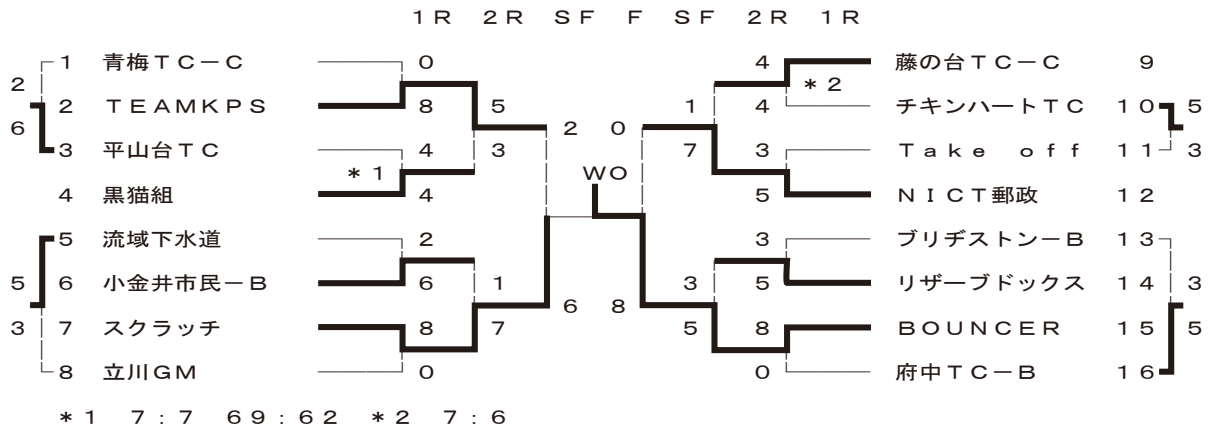 1R 2R SF F SF 2R 1R
1 青梅TC－C 0 4 藤の台TC－C 9
2 *2
2 TEAMKPS 8 5 1 4 チキンハートTC 10 5
6 2 0
3 平山台TC 4 3 7 3 Take off 11 3
*1 WO
4 黒猫組 4 5 NICT郵政 12
5 流域下水道 2 3 ブリヂストン－B 13
5 6 小金井市民－B 6 1 3 5 リザーブドックス 14 3
6 8
3 7 スクラッチ 8 7 5 8 BOUNCER 15 5
8 立川GM 0 0 府中TC－B 16
*1 7:7 69:62 *2 7:6